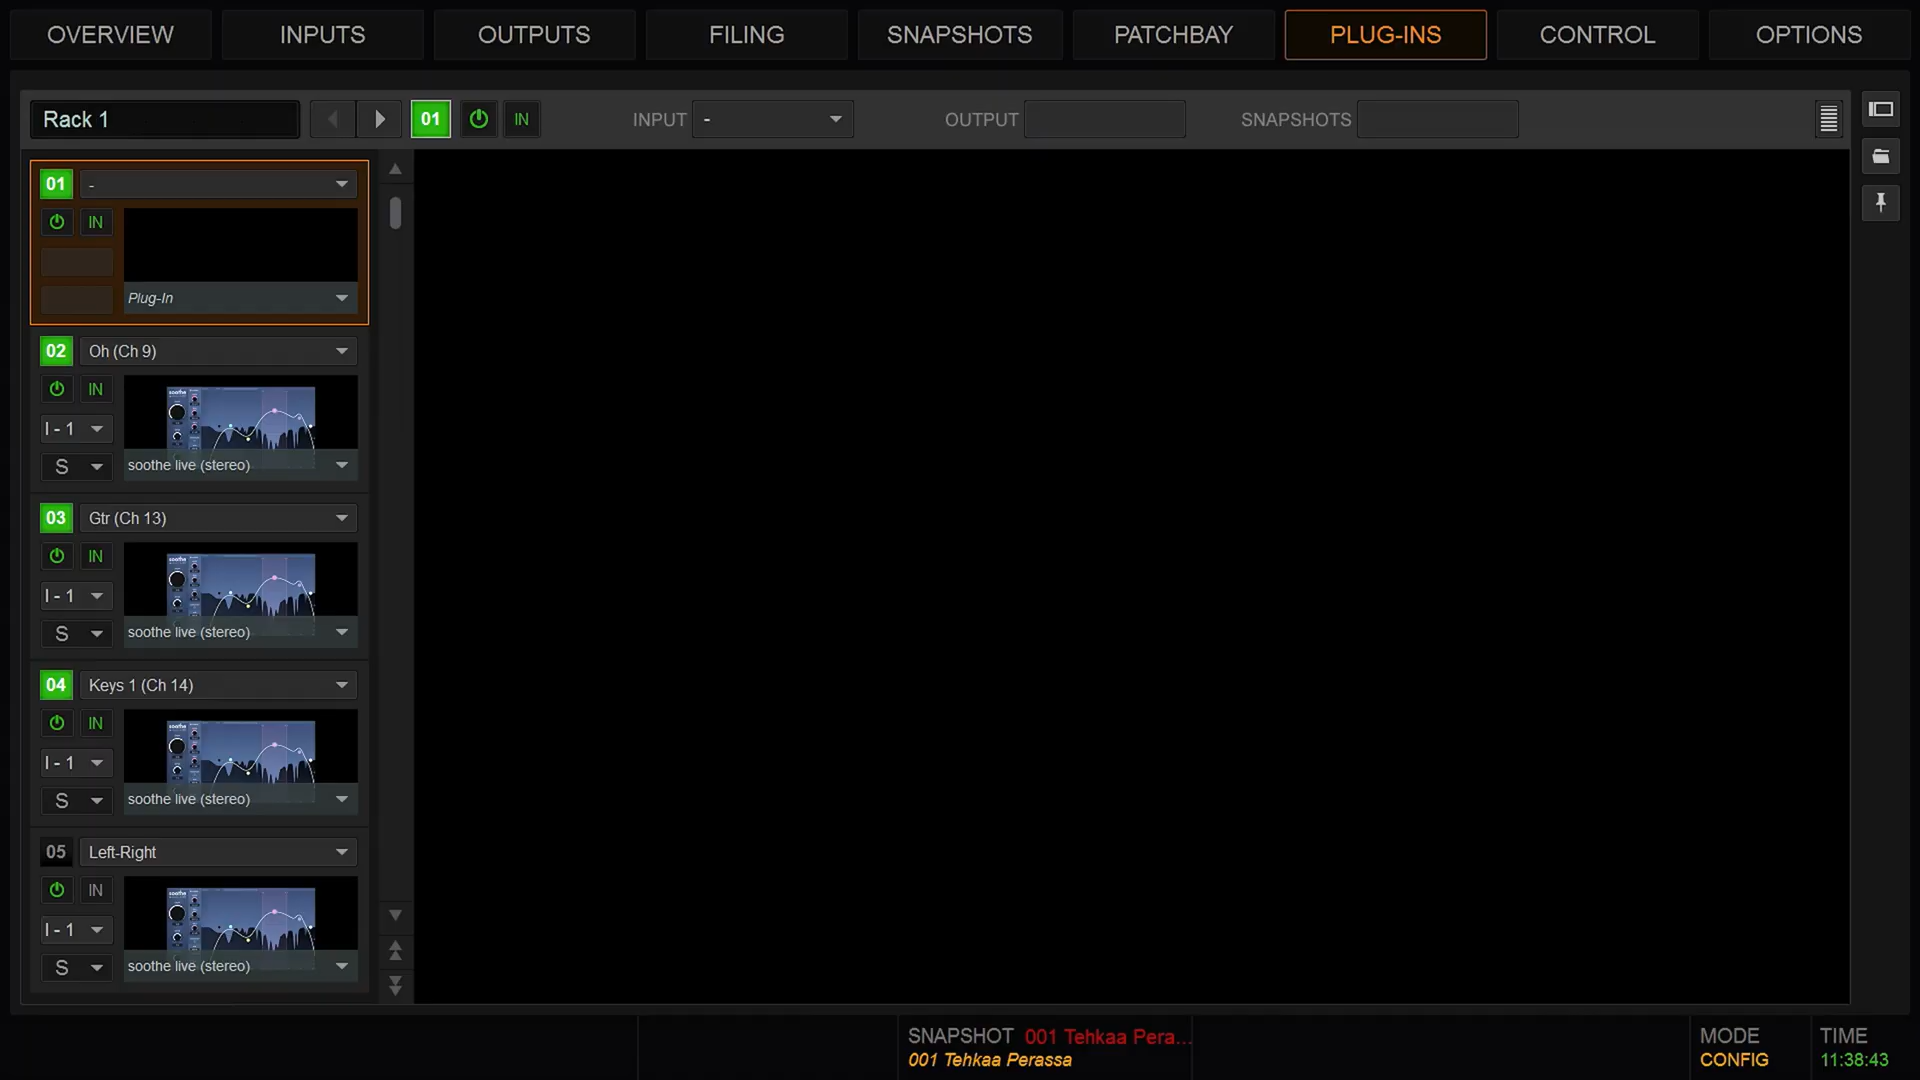 OVERVIEW INPUTS OUTPUTS FILING SNAPSHOTS PATCHBAY PLUG-INS CONTROL OPTIONS
Rack 1 01 IN INPUT - OUTPUT SNAPSHOTS
01 -
IN
Plug-In
02 Oh (Ch 9)
IN
I - 1
S soothe live (stereo)
03 Gtr (Ch 13)
IN
I - 1
S soothe live (stereo)
04 Keys 1 (Ch 14)
IN
I - 1
S soothe live (stereo)
05 Left-Right
IN
I - 1
S soothe live (stereo)
SNAPSHOT 001 Tehkaa Pera... MODE TIME
001 Tehkaa Perassa CONFIG 11:38:43